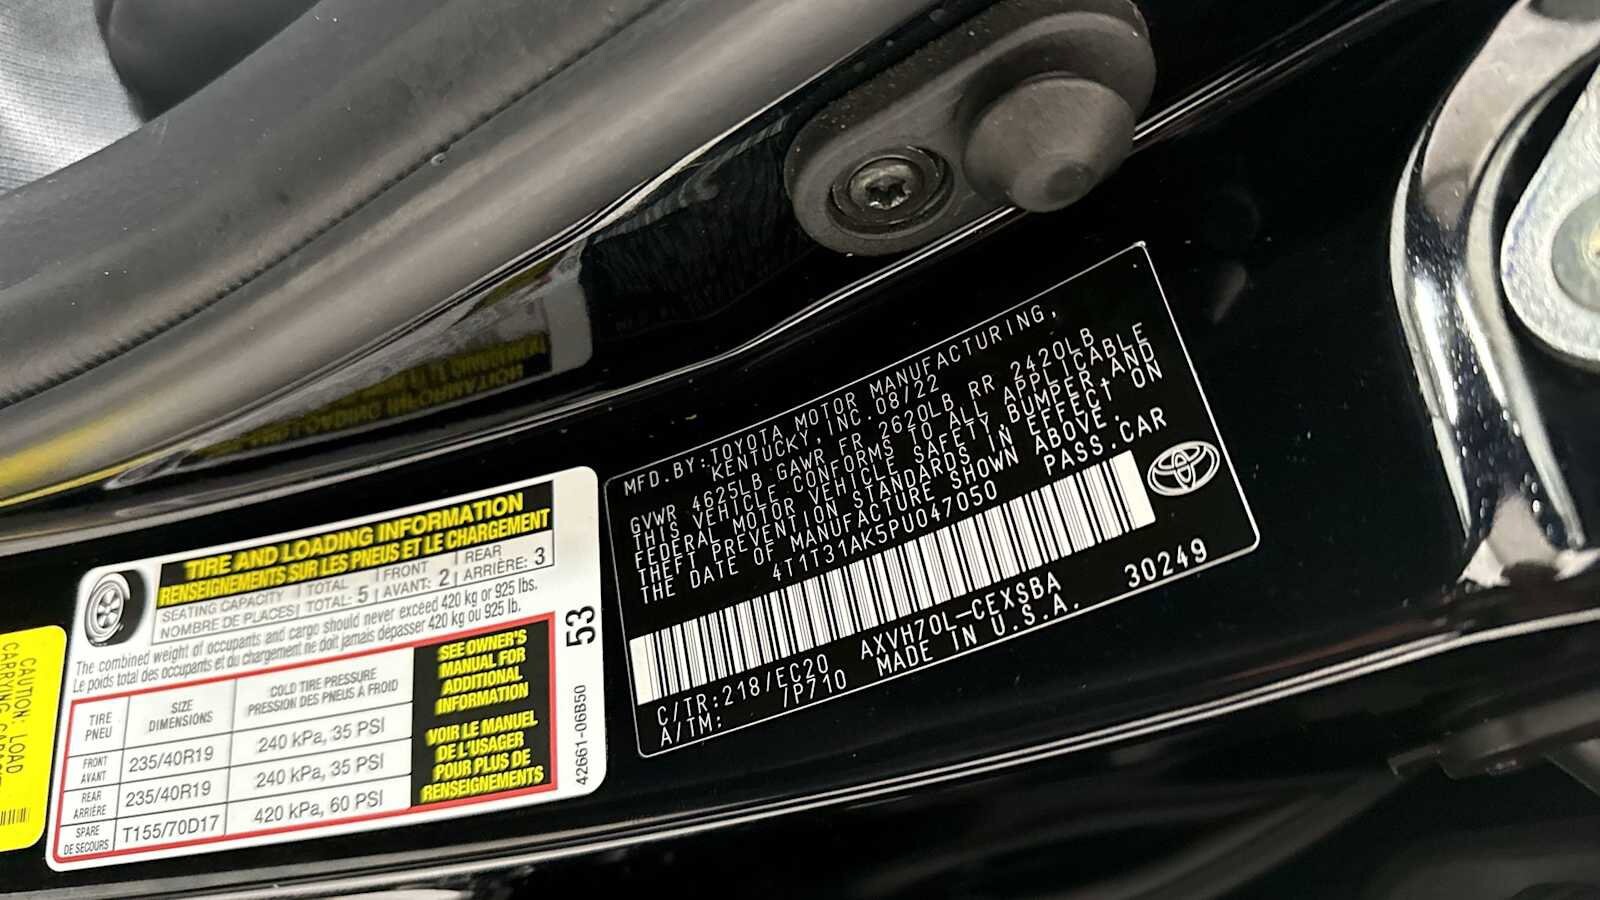 MFD.BY:TOYOTA MOTOR MANUFACTURING,
KENTUCKY, INC. 08/22
GVWR 4625LB GAWR FR 2620LB RR 2420LB
THIS VEHICLE CONFORMS TO ALL APPLICABLE
FEDERAL MOTOR VEHICLE SAFETY,BUMPER,AND
THEFT PREVENTION STANDARDS IN EFFECT ON
THE DATE OF MANUFACTURE SHOWN ABOVE.
4T1T31AK5PU047050 PASS.CAR
C/TR:218/EC20 AXVH70L-CEXSBA 30249
A/TM: /P710 MADE IN U.S.A.
TIRE AND LOADING INFORMATION
RENSEIGNEMENTS SUR LES PNEUS ET LE CHARGEMENT
SEATING CAPACITY TOTAL FRONT REAR
NOMBRE DE PLACES TOTAL: 5 AVANT: 2 ARRIÈRE: 3
The combined weight of occupants and cargo should never exceed 420 kg or 925 lbs.
Le poids total des occupants et du chargement ne doit jamais dépasser 420 kg ou 925 lb.
TIRE PNEU SIZE DIMENSIONS COLD TIRE PRESSURE PRESSION DES PNEUS A FROID
FRONT AVANT 235/40R19 240 kPa, 35 PSI
REAR ARRIÈRE 235/40R19 240 kPa, 35 PSI
SPARE DE SECOURS T155/70D17 420 kPa, 60 PSI
SEE OWNER'S
MANUAL FOR
ADDITIONAL
INFORMATION
VOIR LE MANUEL
DE L'USAGER
POUR PLUS DE
RENSEIGNEMENTS
53
42661-06B50
CAUTION: LOAD
CARRYING